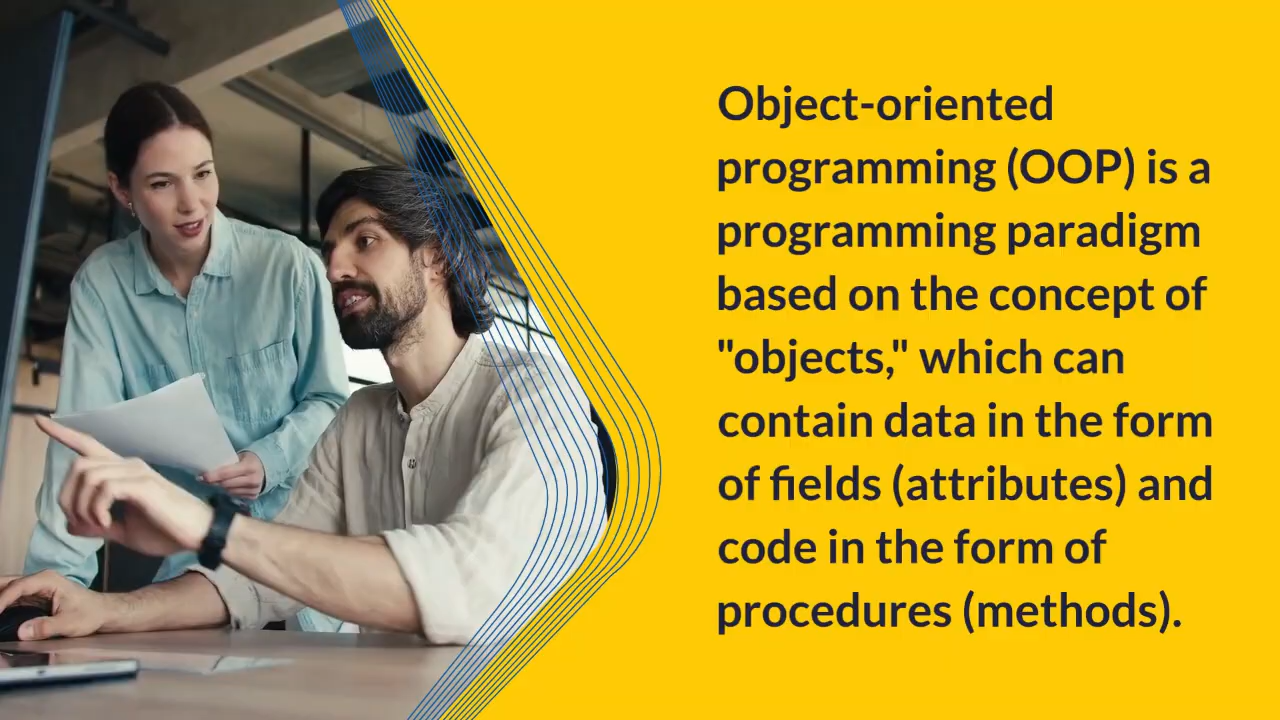 Object-oriented
programming (OOP) is a
programming paradigm
based on the concept of
"objects," which can
contain data in the form
of fields (attributes) and
code in the form of
procedures (methods).